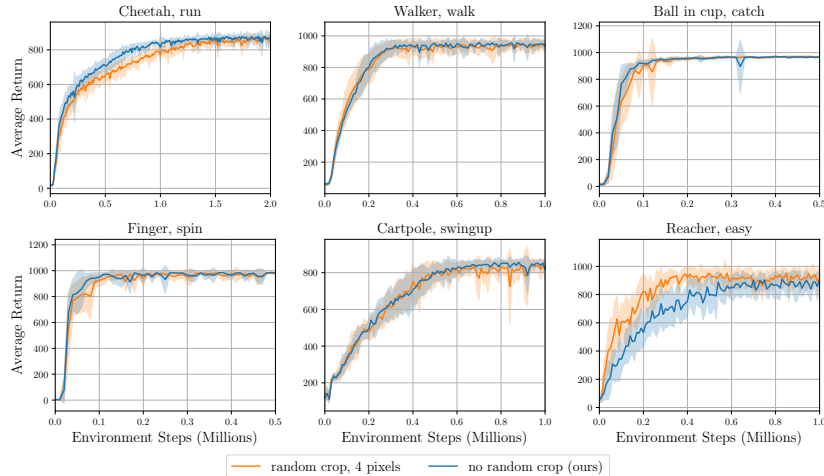 Cheetah, run
Walker, walk
Ball in cup, catch
Average Return
800
600
400
200
0
0.0 0.5 1.0 1.5 2.0
1000
800
600
400
200
0.0 0.2 0.4 0.6 0.8 1.0
1200
1000
800
600
400
200
0
0.0 0.1 0.2 0.3 0.4 0.5
Finger, spin
Cartpole, swingup
Reacher, easy
Average Return
1200
1000
800
600
400
200
0
0.0 0.1 0.2 0.3 0.4 0.5
Environment Steps (Millions)
800
600
400
200
0.0 0.2 0.4 0.6 0.8 1.0
Environment Steps (Millions)
1200
1000
800
600
400
200
0
0.0 0.2 0.4 0.6 0.8 1.0
Environment Steps (Millions)
random crop, 4 pixels
no random crop (ours)